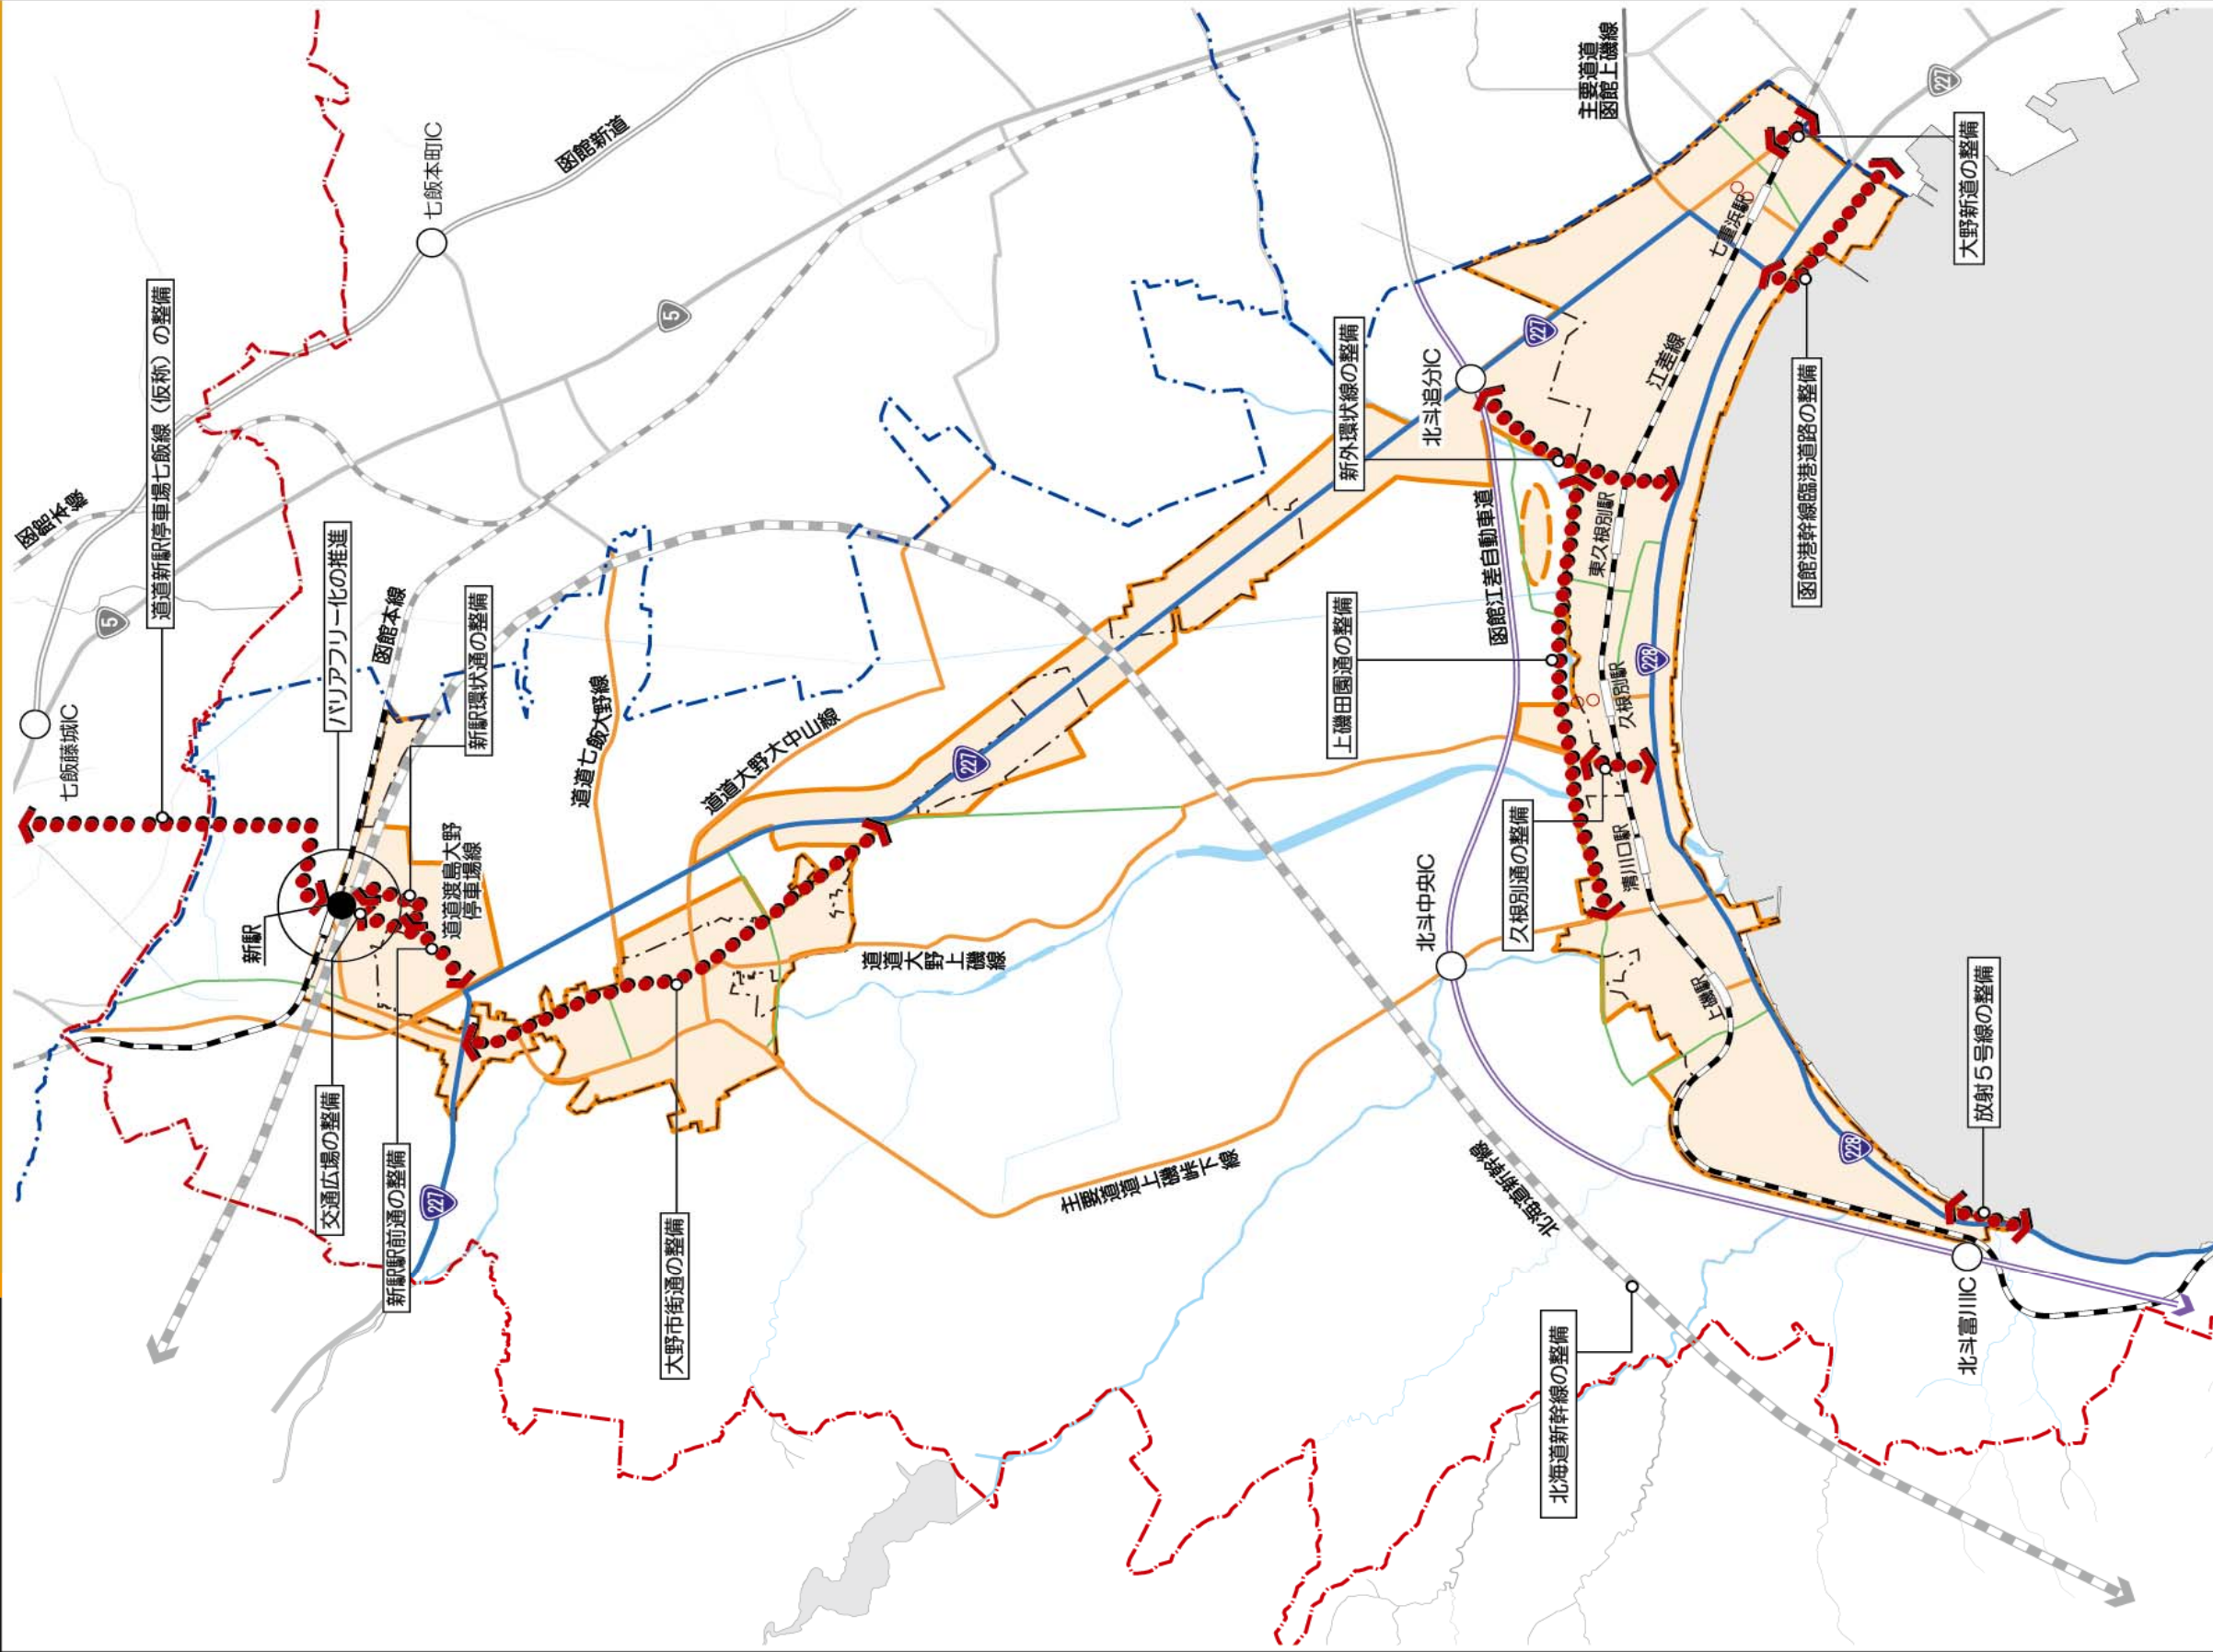 函館本線
5
七飯藤城IC
道道新駅停車場七飯線（仮称）の整備
七飯本町IC
函館新道
5
バリアフリー化の推進
函館本線
新駅環状通の整備
新駅
道道渡島大野
停車場線
交通広場の整備
新駅駅前通の整備
227
道道七飯大野線
道道大野大中山線
大野市街通の整備
道道大野上磯線
227
主要道道上磯峠下線
主要道道
函館上磯線
227
大野新道の整備
七重浜駅
江差線
227
函館港幹線臨港道路の整備
新外環状線の整備
北斗追分IC
函館江差自動車道
東久根別駅
上磯田園通の整備
228
久根別駅
久根別通の整備
清川口駅
北斗中央IC
上磯駅
北海道新幹線
228
放射5号線の整備
北斗富川IC
北海道新幹線の整備